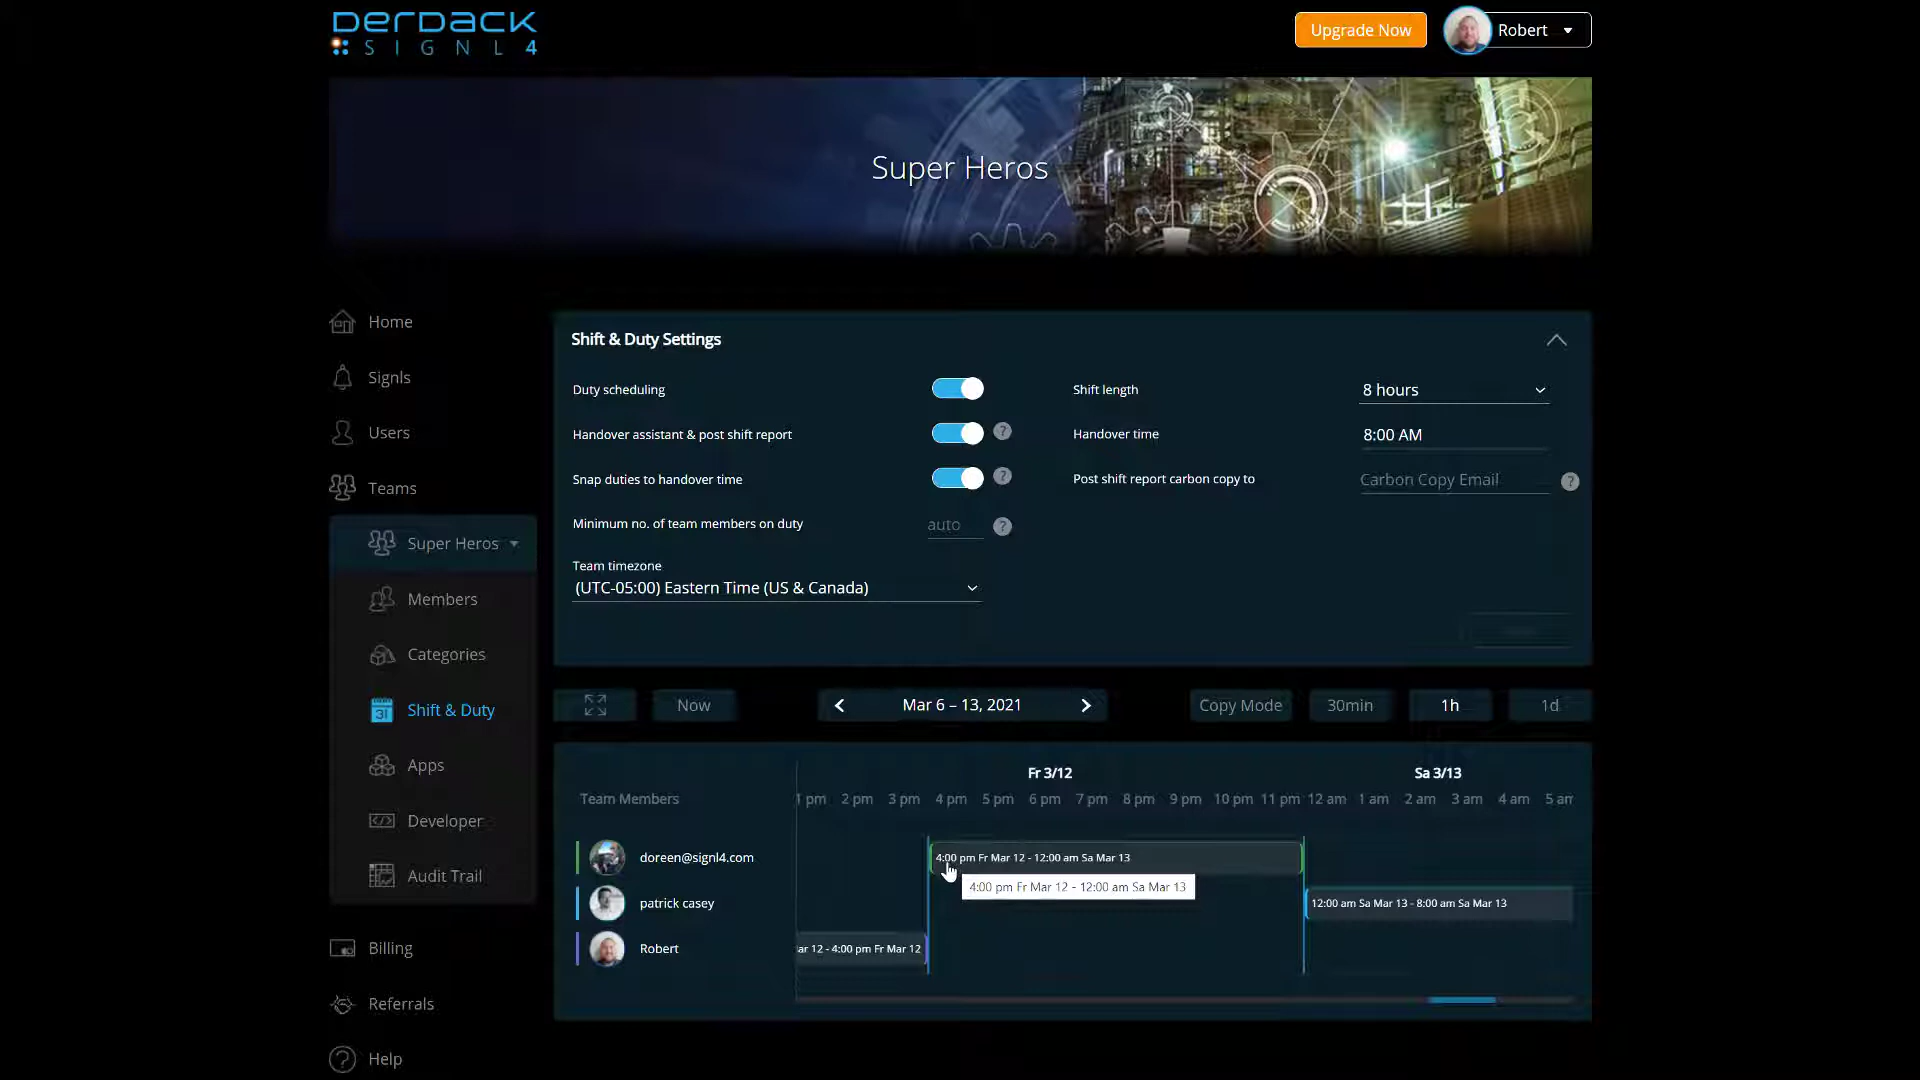 DERDACK
SIGNL4
Upgrade Now
Robert
Super Heros
Home
Signls
Users
Teams
Super Heros
Members
Categories
31
Shift & Duty
Apps
Developer
Audit Trail
Billing
Referrals
Help
Shift & Duty Settings
Duty scheduling
Shift length
8 hours
Handover assistant & post shift report
?
Handover time
8:00 AM
Snap duties to handover time
?
Post shift report carbon copy to
Carbon Copy Email
?
Minimum no. of team members on duty
auto
?
Team timezone
(UTC-05:00) Eastern Time (US & Canada)
Now
Mar 6 – 13, 2021
Copy Mode
30min
1h
1d
Fr 3/12
Sa 3/13
Team Members
1 pm 2 pm 3 pm 4 pm 5 pm 6 pm 7 pm 8 pm 9 pm 10 pm 11 pm 12 am 1 am 2 am 3 am 4 am 5 am
doreen@signl4.com
4:00 pm Fr Mar 12 - 12:00 am Sa Mar 13
4:00 pm Fr Mar 12 - 12:00 am Sa Mar 13
patrick casey
12:00 am Sa Mar 13 - 8:00 am Sa Mar 13
Robert
ar 12 - 4:00 pm Fr Mar 12